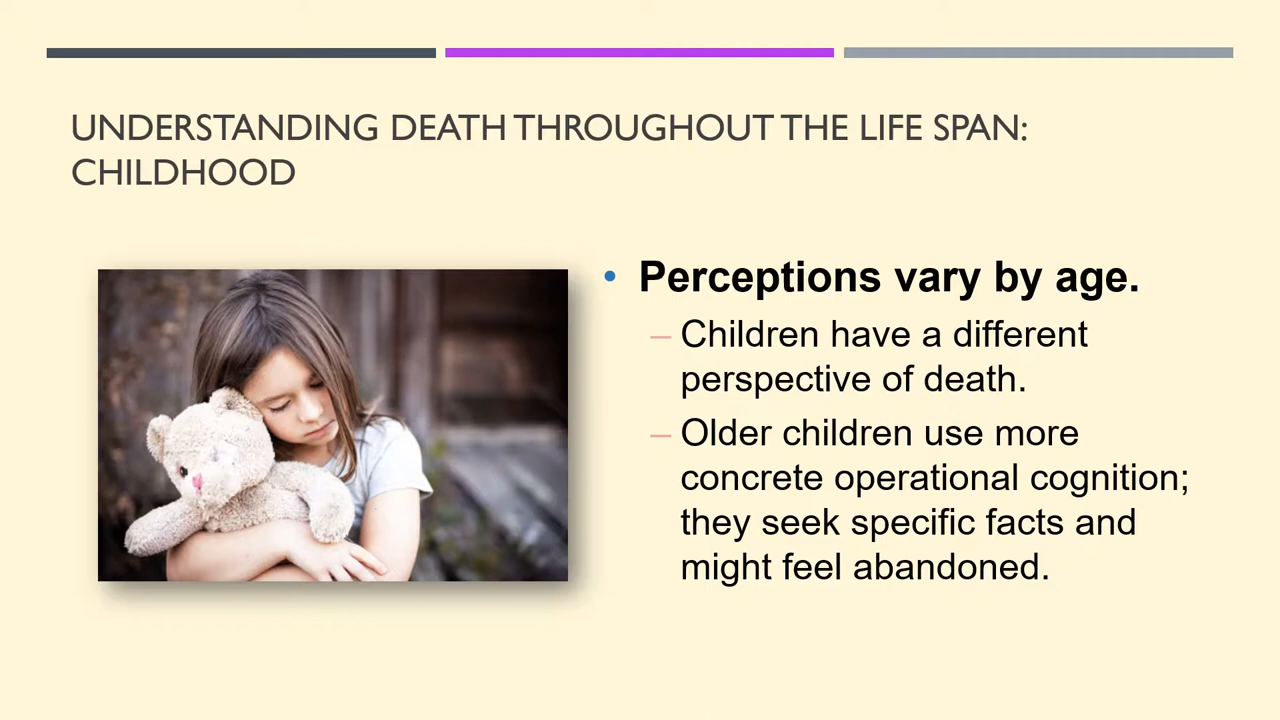 UNDERSTANDING DEATH THROUGHOUT THE LIFE SPAN:
CHILDHOOD
• Perceptions vary by age.
– Children have a different
perspective of death.
– Older children use more
concrete operational cognition;
they seek specific facts and
might feel abandoned.